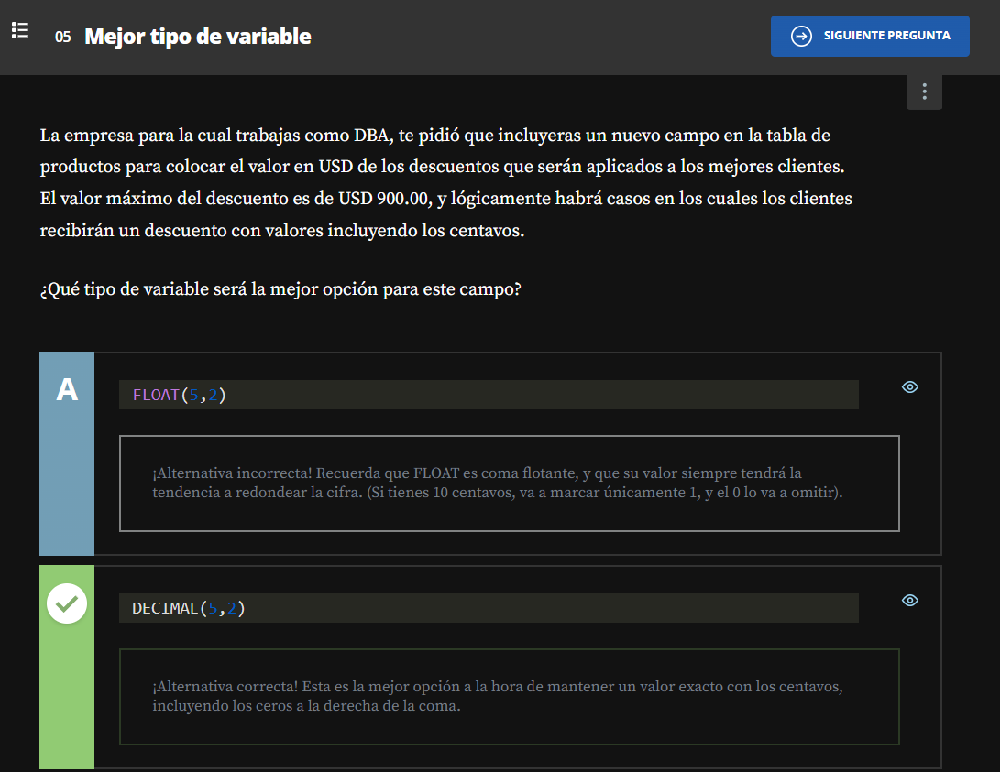 05 Mejor tipo de variable
SIGUIENTE PREGUNTA
La empresa para la cual trabajas como DBA, te pidió que incluyeras un nuevo campo en la tabla de
productos para colocar el valor en USD de los descuentos que serán aplicados a los mejores clientes.
El valor máximo del descuento es de USD 900.00, y lógicamente habrá casos en los cuales los clientes
recibirán un descuento con valores incluyendo los centavos.
¿Qué tipo de variable será la mejor opción para este campo?
A
FLOAT(5,2)
¡Alternativa incorrecta! Recuerda que FLOAT es coma flotante, y que su valor siempre tendrá la
tendencia a redondear la cifra. (Si tienes 10 centavos, va a marcar únicamente 1, y el 0 lo va a omitir).
DECIMAL(5,2)
¡Alternativa correcta! Esta es la mejor opción a la hora de mantener un valor exacto con los centavos,
incluyendo los ceros a la derecha de la coma.